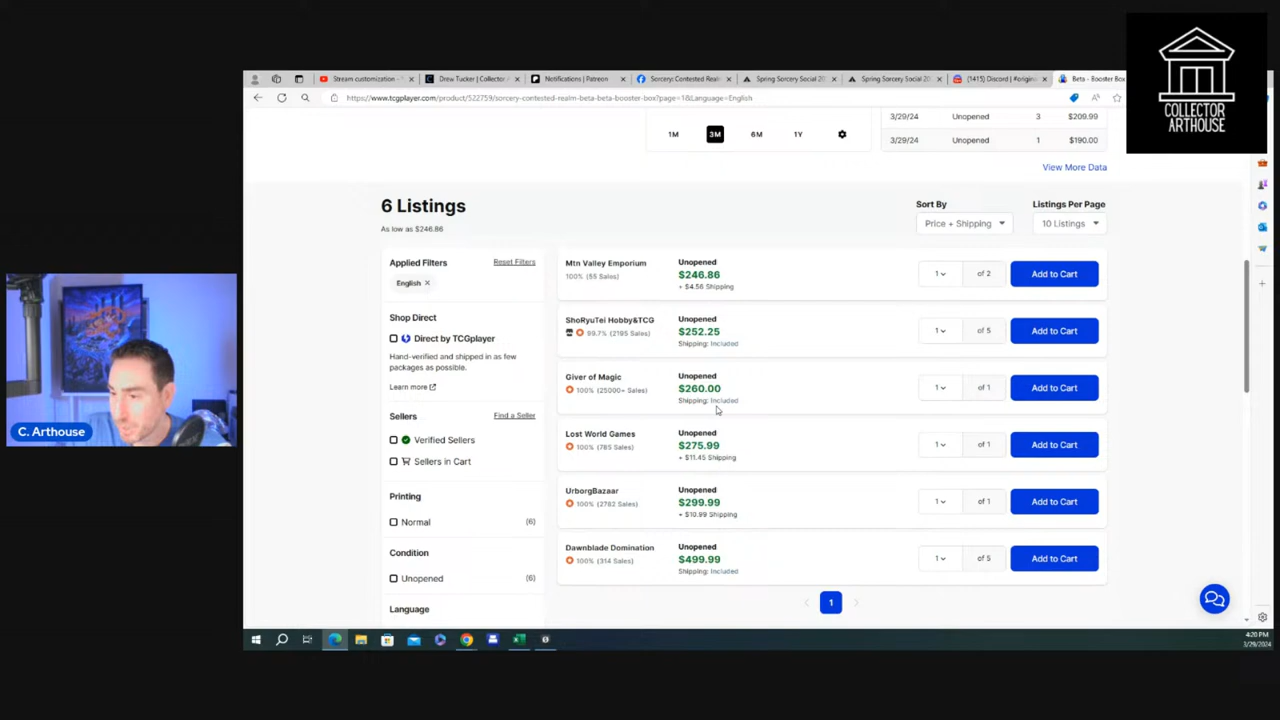 COLLECTOR
ARTHOUSE
Stream customization -
Drew Tucker | Collector A
Notifications | Patreon
Sorcery: Contested Realm
Spring Sorcery Social 20
Spring Sorcery Social 202
(1415) Discord | #origin
Beta - Booster Box
https://www.tcgplayer.com/product/522759/sorcery-contested-realm-beta-beta-booster-box?page=1&Language=English
1M
3M
6M
1Y
3/29/24 Unopened 3 $209.99
3/29/24 Unopened 1 $190.00
View More Data
6 Listings
As low as $246.86
Sort By
Price + Shipping
Listings Per Page
10 Listings
Applied Filters
Reset Filters
English
Shop Direct
Direct by TCGplayer
Hand-verified and shipped in as few
packages as possible.
Learn more
Sellers
Find a Seller
Verified Sellers
Sellers in Cart
Printing
Normal (6)
Condition
Unopened (6)
Language
Mtn Valley Emporium
100% (55 Sales)
Unopened
$246.86
+ $4.56 Shipping
1 of 2
Add to Cart
ShoRyuTei Hobby&TCG
99.7% (2195 Sales)
Unopened
$252.25
Shipping: Included
1 of 5
Add to Cart
Giver of Magic
100% (25000+ Sales)
Unopened
$260.00
Shipping: Included
1 of 1
Add to Cart
Lost World Games
100% (785 Sales)
Unopened
$275.99
+ $11.45 Shipping
1 of 1
Add to Cart
UrborgBazaar
100% (2782 Sales)
Unopened
$299.99
+ $10.99 Shipping
1 of 1
Add to Cart
Dawnblade Domination
100% (314 Sales)
Unopened
$499.99
Shipping: Included
1 of 5
Add to Cart
1
C. Arthouse
4:20 PM
3/29/2024